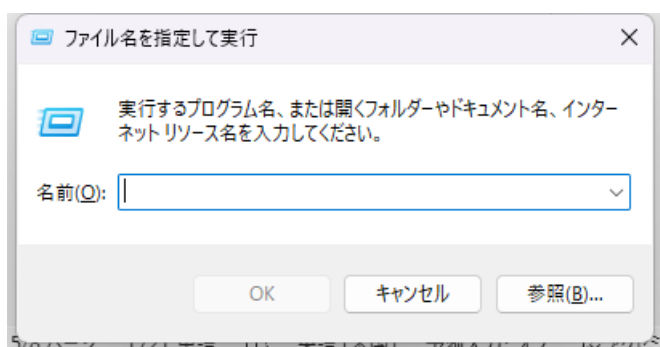 ファイル名を指定して実行
実行するプログラム名、または開くフォルダーやドキュメント名、インター
ネット リソース名を入力してください。
名前(O):
OK
キャンセル
参照(B)...